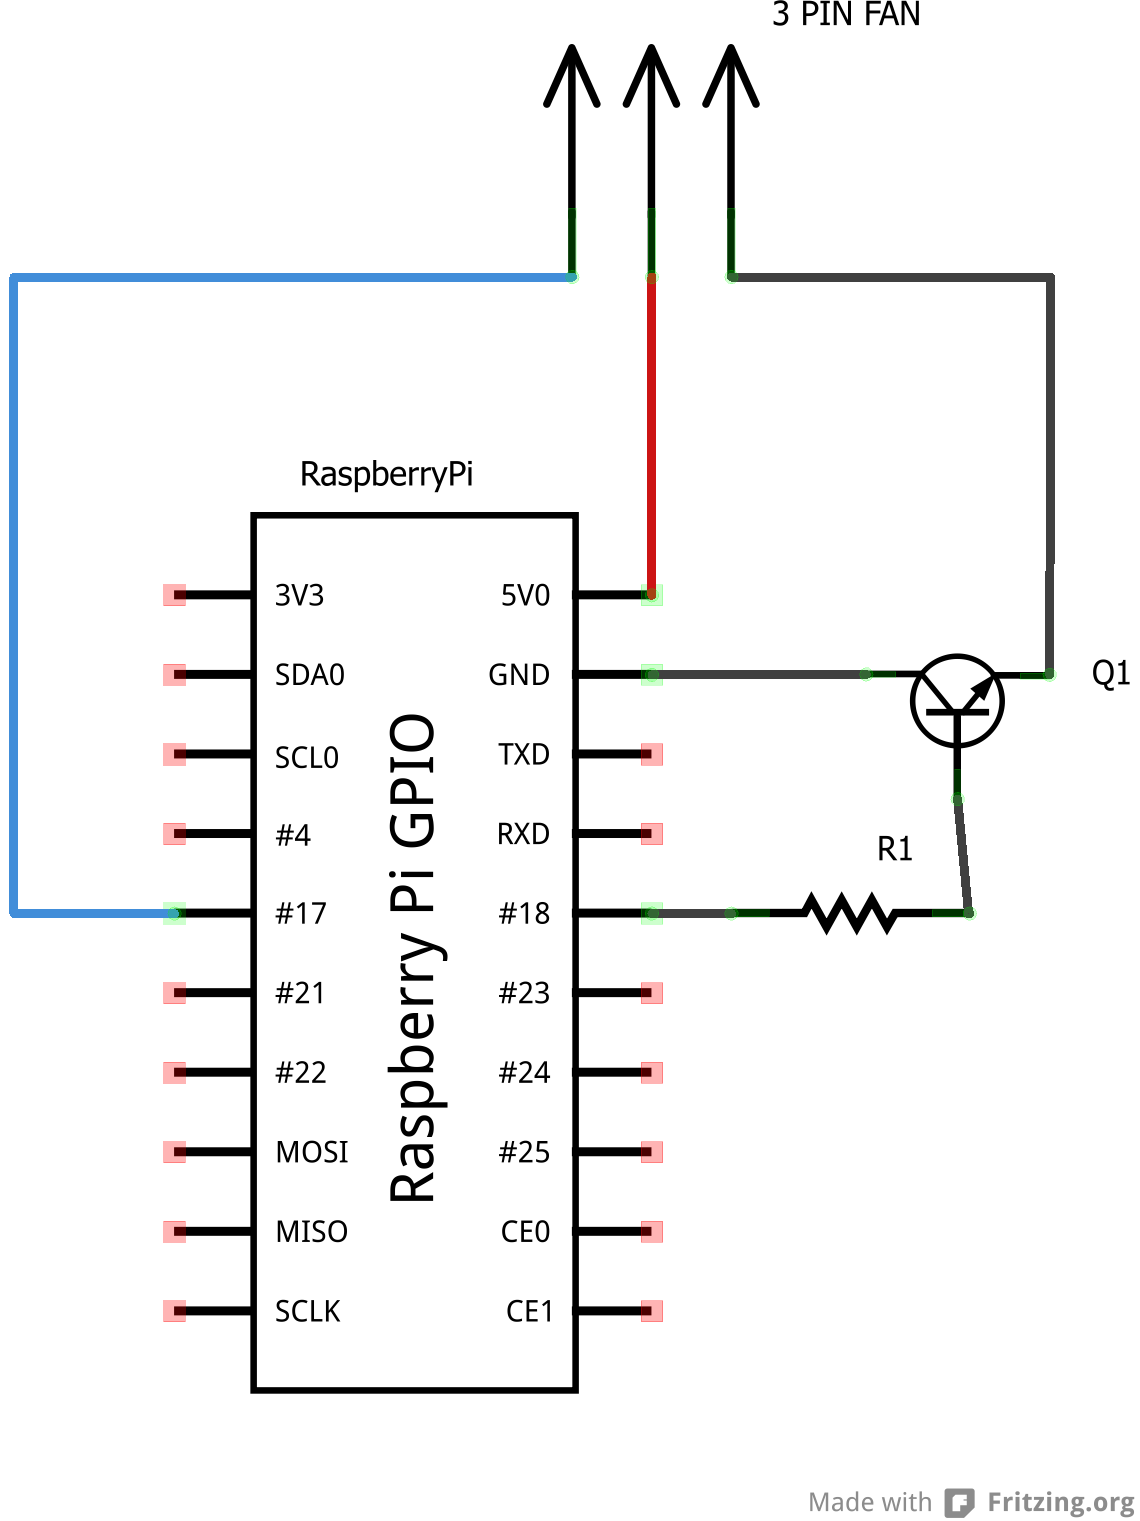 3 PIN FAN
RaspberryPi
3V3
5V0
SDA0
GND
Q1
SCL0
TXD
#4
RXD
R1
#17
#18
Raspberry Pi GPIO
#21
#23
#22
#24
MOSI
#25
MISO
CE0
SCLK
CE1
Made with Fritzing.org